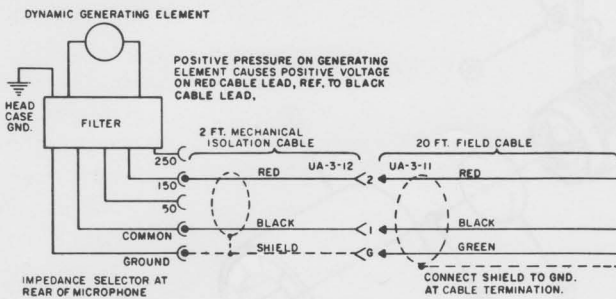 DYNAMIC GENERATING ELEMENT
POSITIVE PRESSURE ON GENERATING
ELEMENT CAUSES POSITIVE VOLTAGE
ON RED CABLE LEAD, REF. TO BLACK
CABLE LEAD.
HEAD
CASE
GND.
FILTER
2 FT. MECHANICAL
ISOLATION CABLE
20 FT. FIELD CABLE
250
UA-3-12
UA-3-11
150
RED
2
RED
50
COMMON
BLACK
1
BLACK
GROUND
SHIELD
G
GREEN
IMPEDANCE SELECTOR AT
REAR OF MICROPHONE
CONNECT SHIELD TO GND.
AT CABLE TERMINATION.